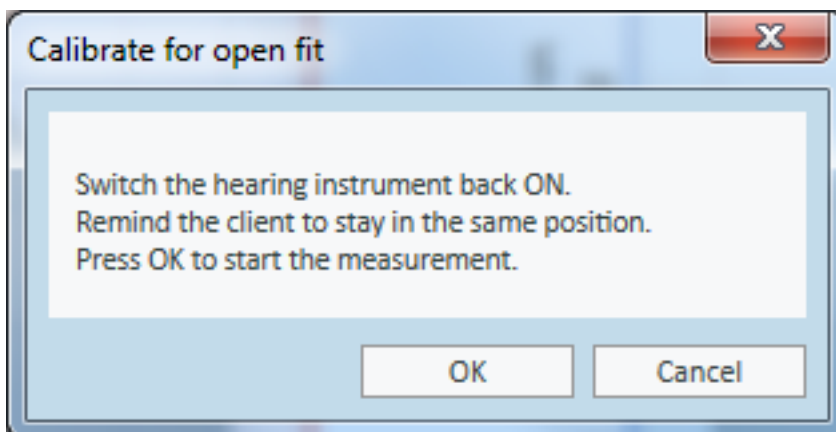 Calibrate for open fit
Switch the hearing instrument back ON.
Remind the client to stay in the same position.
Press OK to start the measurement.
OK
Cancel